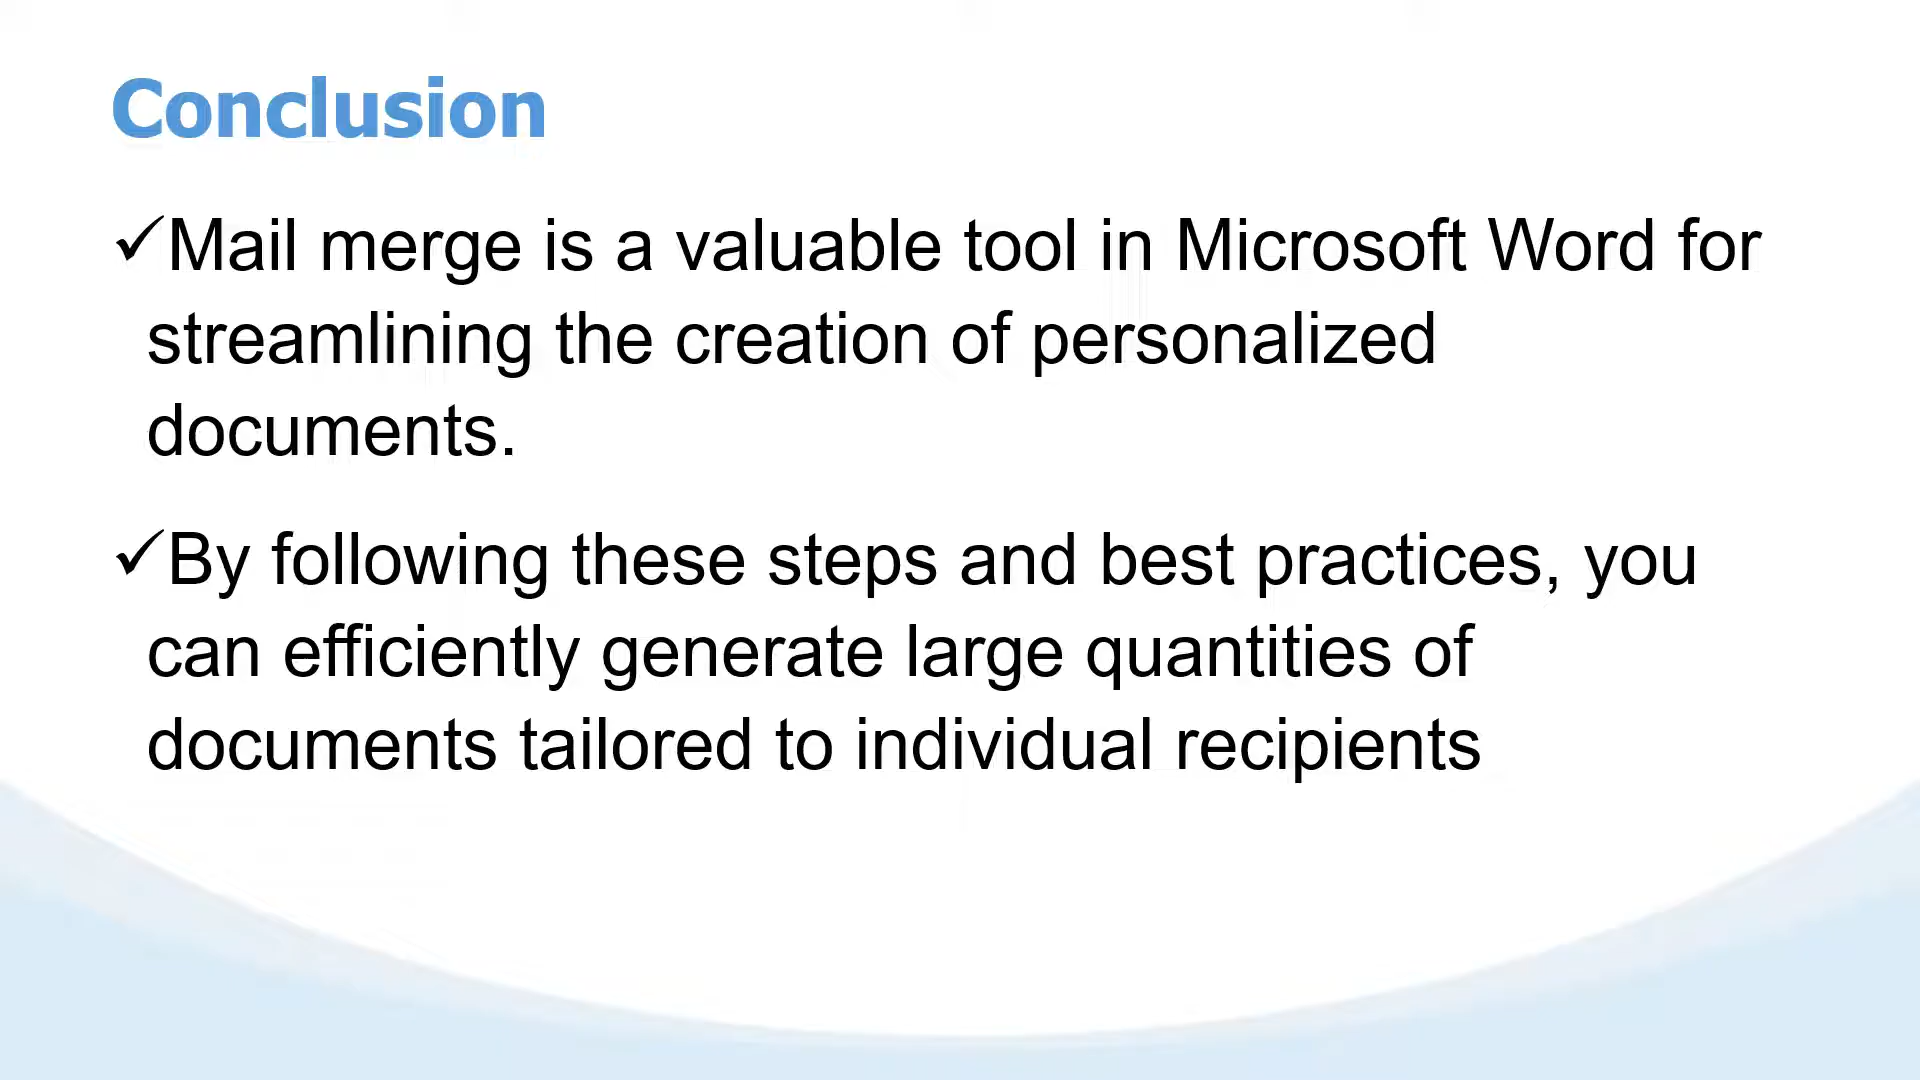 Conclusion
✓Mail merge is a valuable tool in Microsoft Word for
streamlining the creation of personalized
documents.
✓By following these steps and best practices, you
can efficiently generate large quantities of
documents tailored to individual recipients